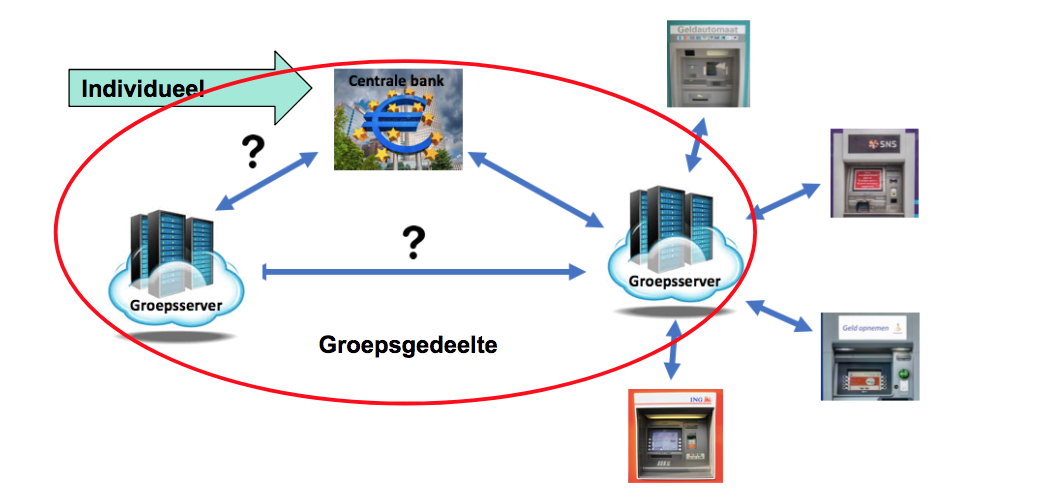 Geldautomaat
Individueel
Centrale bank
?
SNS
?
Groepsserver
Groepsserver
Groepsgedeelte
Geld opnemen
ING